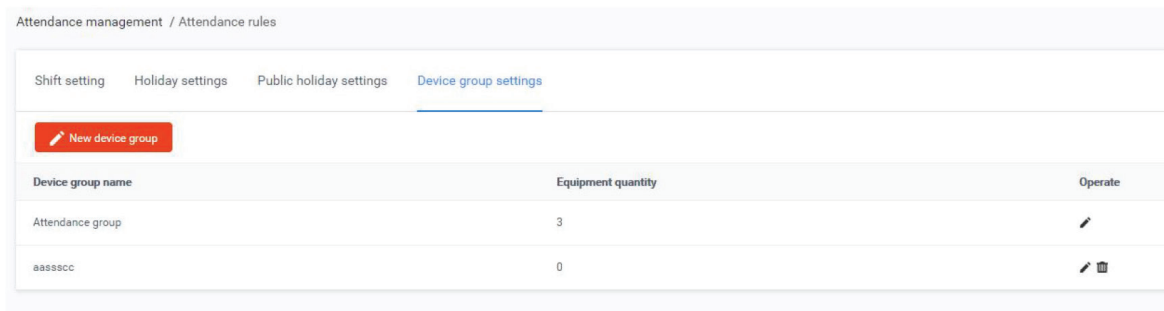 Attendance management / Attendance rules
Shift setting Holiday settings Public holiday settings Device group settings
New device group
Device group name Equipment quantity Operate
Attendance group 3
aassscc 0